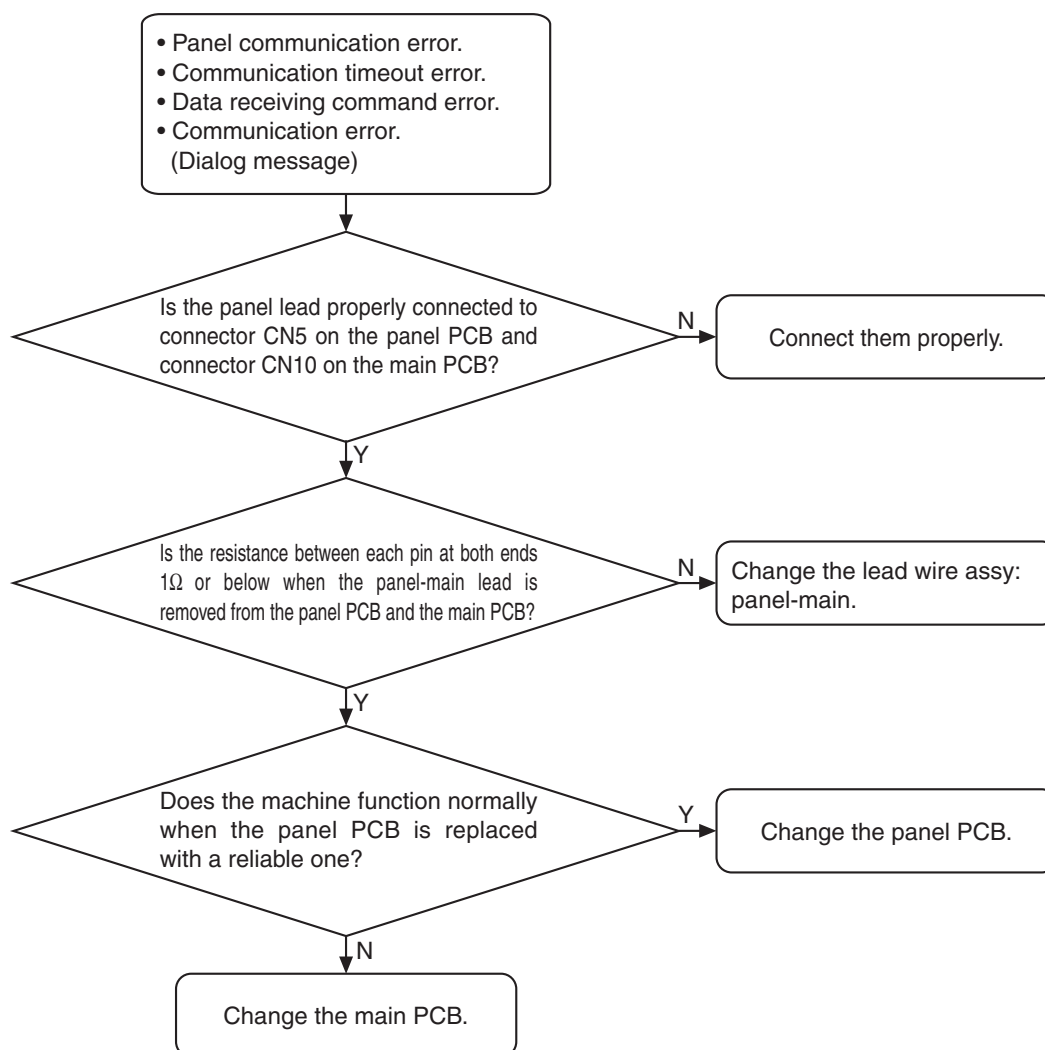 • Panel communication error.
• Communication timeout error.
• Data receiving command error.
• Communication error.
(Dialog message)
Is the panel lead properly connected to
connector CN5 on the panel PCB and
connector CN10 on the main PCB?
N
Connect them properly.
Y
Is the resistance between each pin at both ends
1Ω or below when the panel-main lead is
removed from the panel PCB and the main PCB?
N
Change the lead wire assy:
panel-main.
Y
Does the machine function normally
when the panel PCB is replaced
with a reliable one?
Y
Change the panel PCB.
N
Change the main PCB.